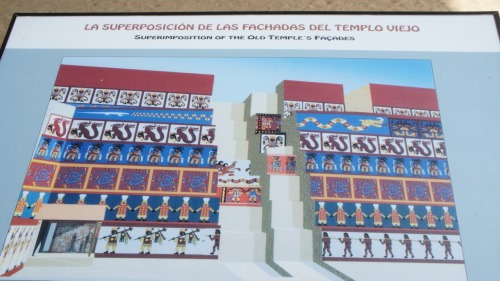 LA SUPERPOSICIÓN DE LAS FACHADAS DEL TEMPLO VIEJO
SUPERIMPOSITION OF THE OLD TEMPLE'S FAÇADES